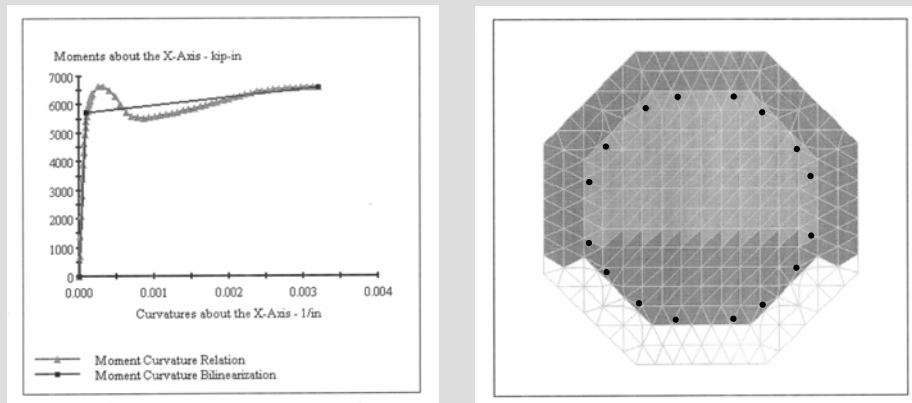 Moments about the X-Axis - kip-in
7000
6000
5000
4000
3000
2000
1000
0
0.000 0.001 0.002 0.003 0.004
Curvatures about the X-Axis - 1/in
Moment Curvature Relation
Moment Curvature Bilinearization